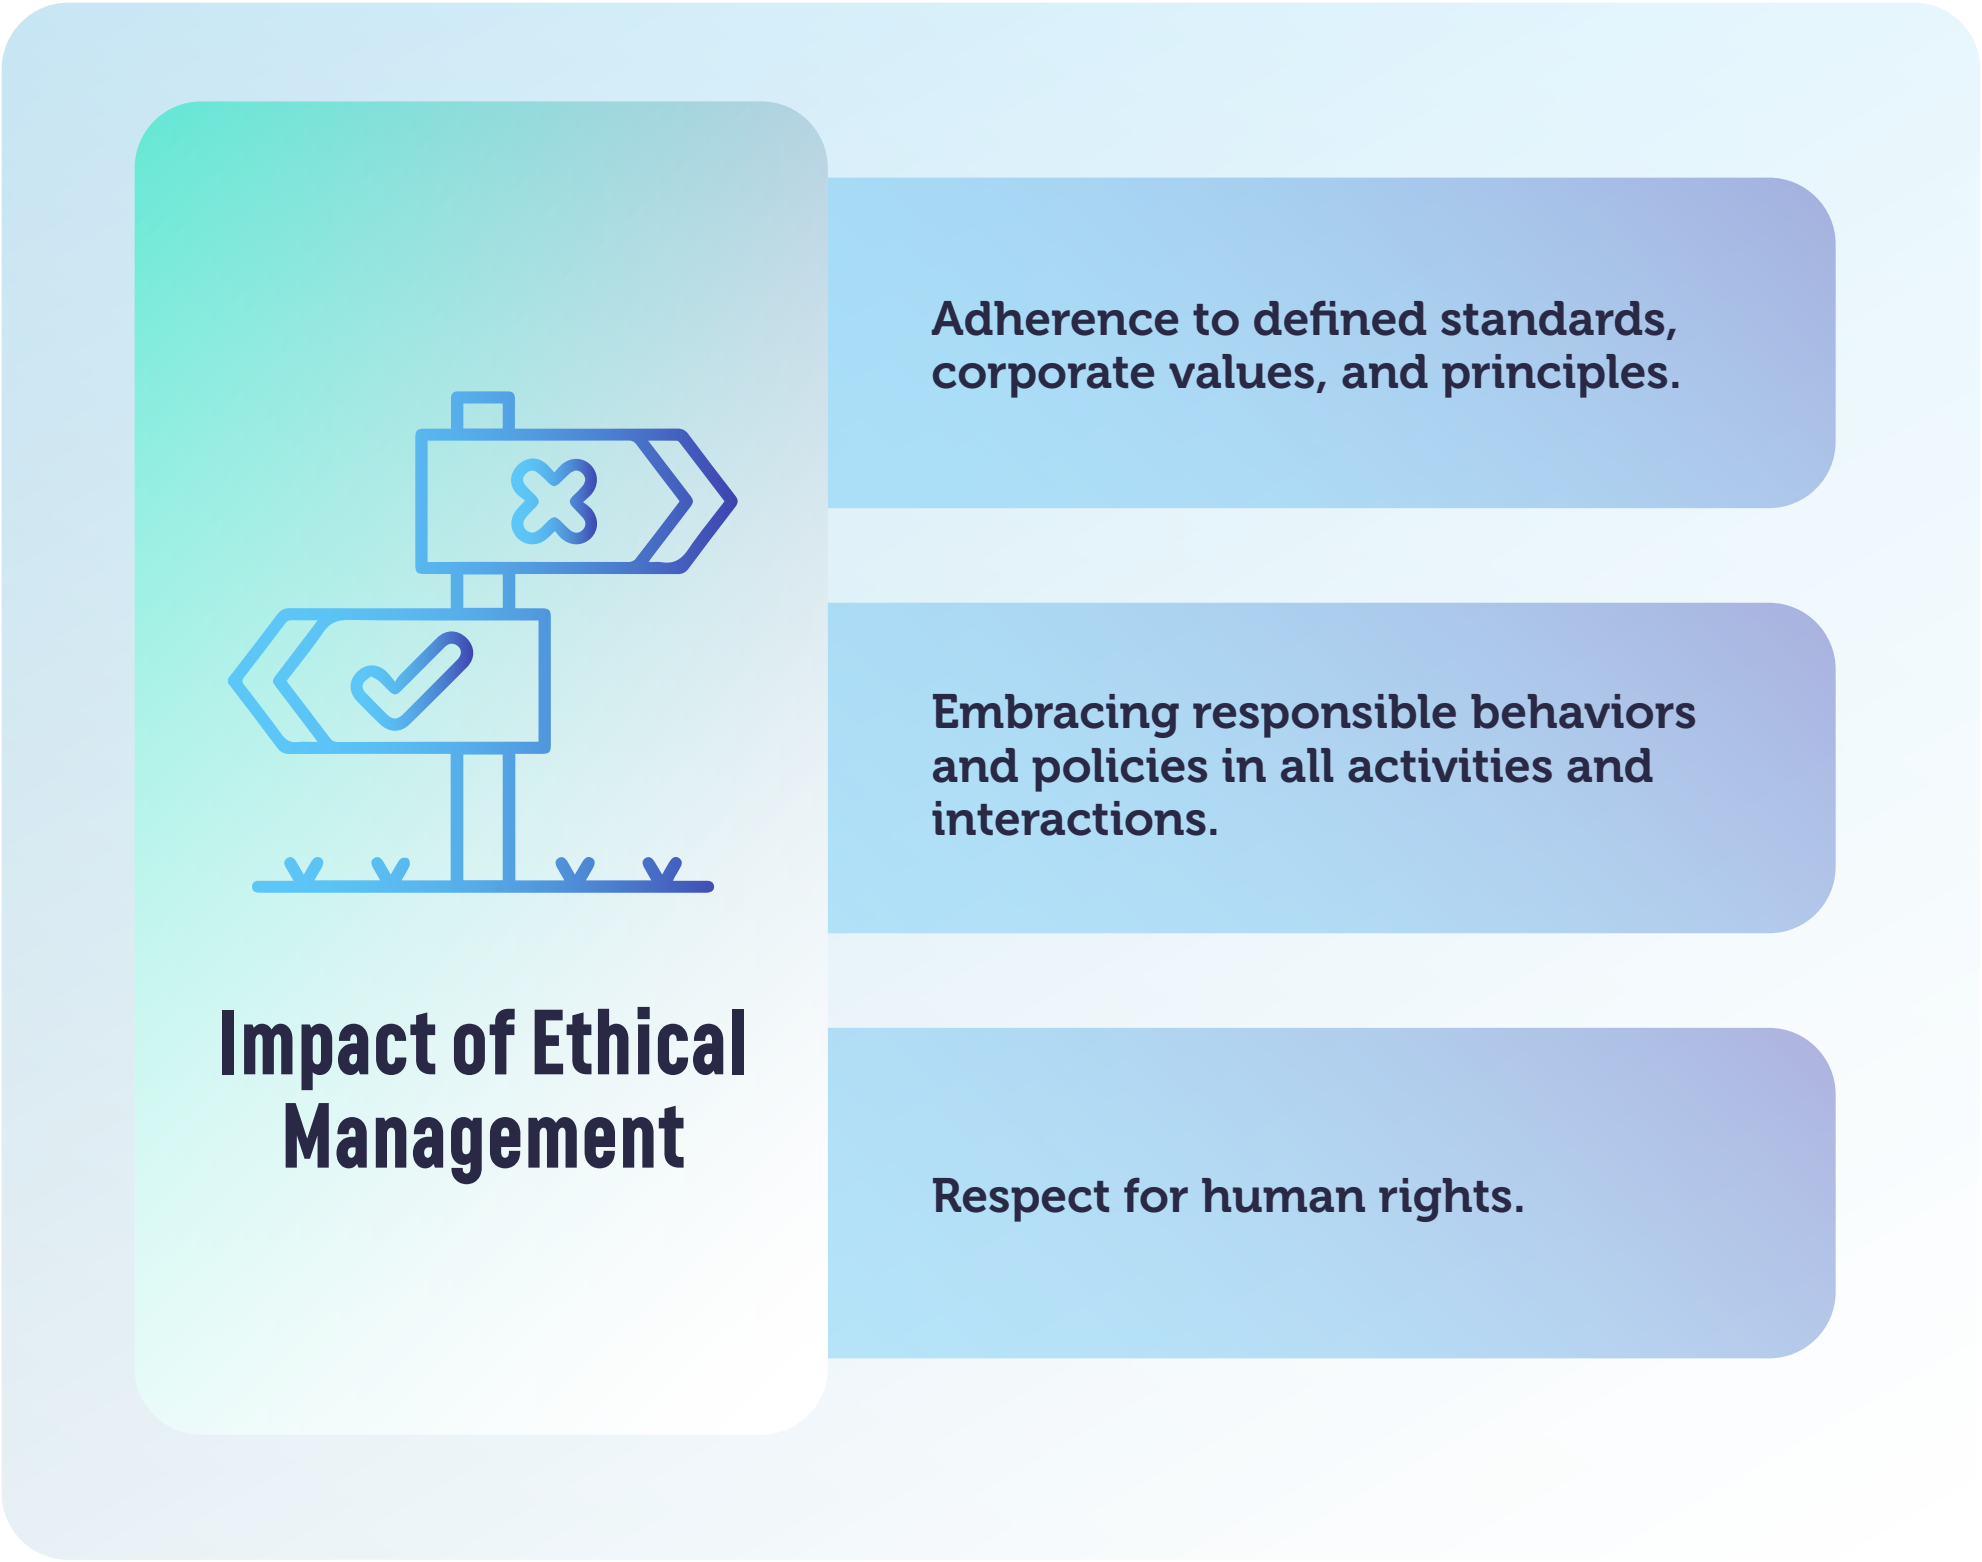 Impact of Ethical
Management
Adherence to defined standards,
corporate values, and principles.
Embracing responsible behaviors
and policies in all activities and
interactions.
Respect for human rights.